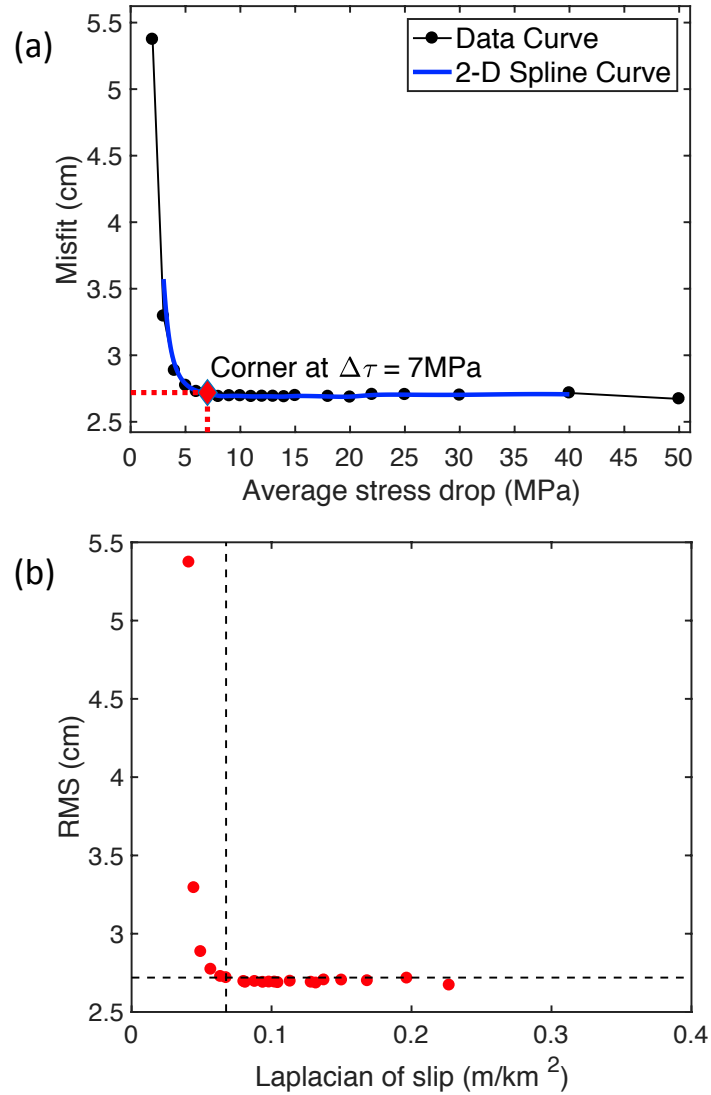 (a)
5.5
5
4.5
4
3.5
3
2.5
Misfit (cm)
Data Curve
2-D Spline Curve
Corner at Δτ = 7MPa
0 5 10 15 20 25 30 35 40 45 50
Average stress drop (MPa)
(b)
5.5
5
4.5
4
3.5
3
2.5
RMS (cm)
0 0.1 0.2 0.3 0.4
Laplacian of slip (m/km²)